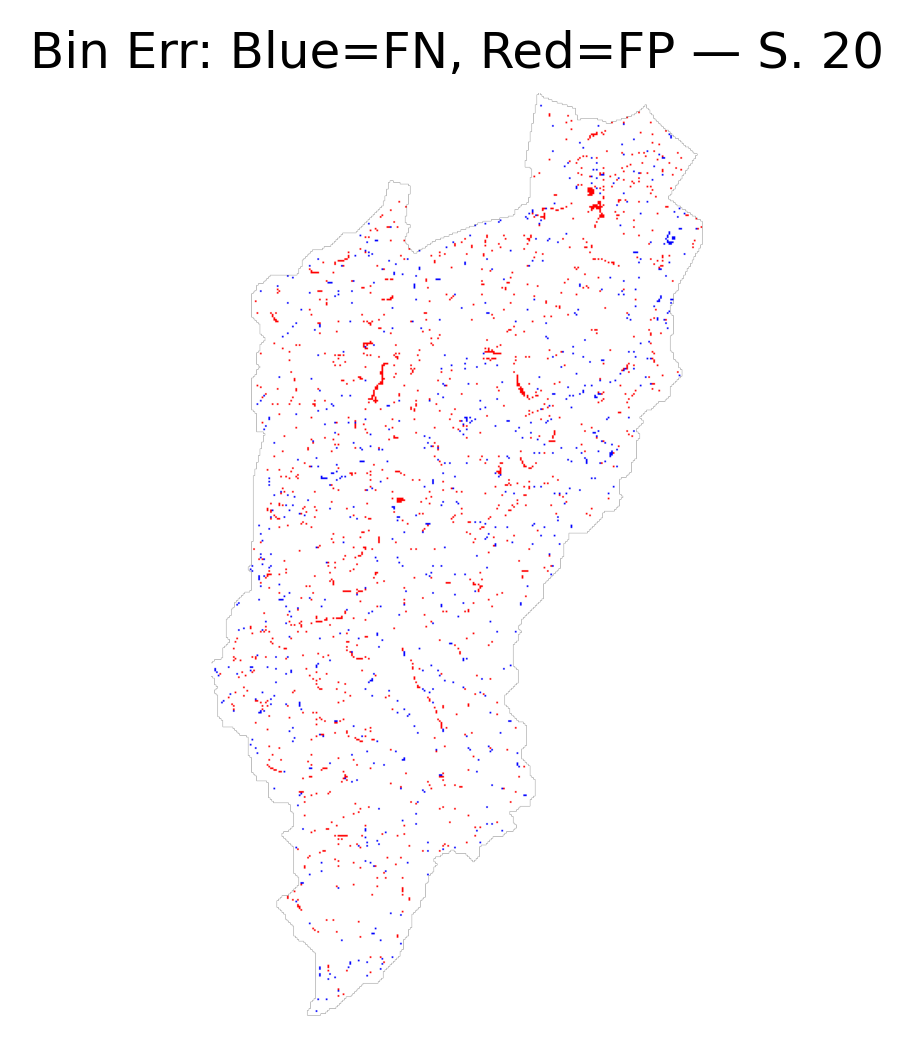 Bin Err: Blue=FN, Red=FP — S. 20